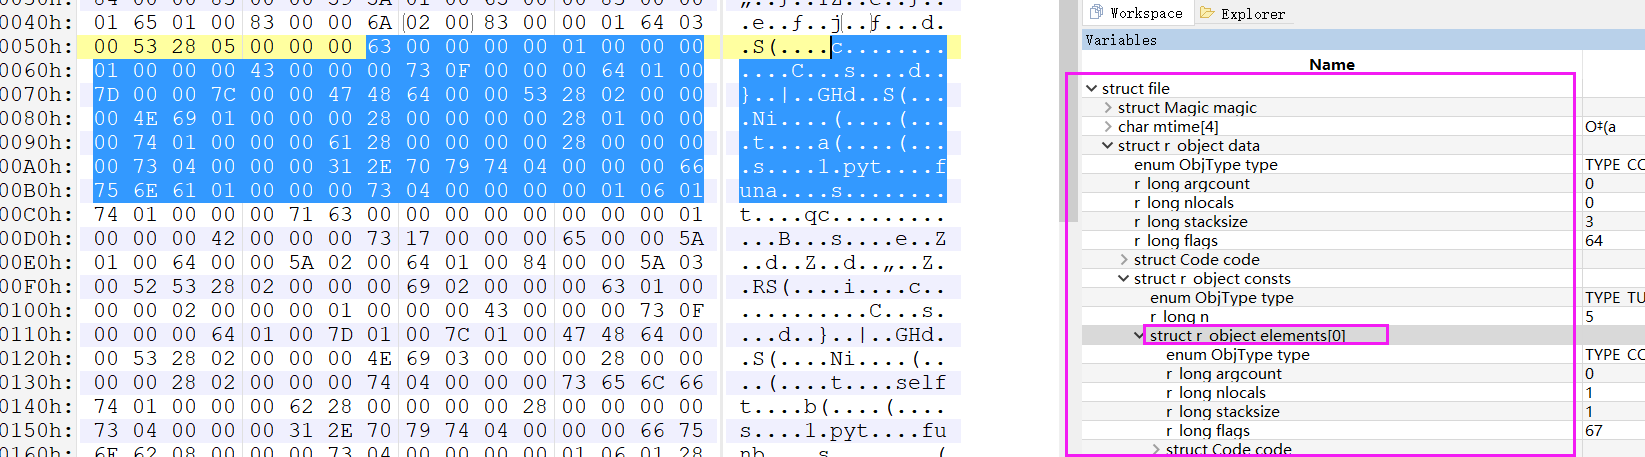 0040h: 01 65 01 00 83 00 00 6A 02 00 83 00 00 01 64 03 .e..ƒ..j..ƒ...d.
0050h: 00 53 28 05 00 00 00 63 00 00 00 00 01 00 00 00 .S(....c........
0060h: 01 00 00 00 43 00 00 00 73 0F 00 00 00 64 01 00 ....C...s....d..
0070h: 7D 00 00 7C 00 00 47 48 64 00 00 53 28 02 00 00 }..|..GHd..S(...
0080h: 00 4E 69 01 00 00 00 28 00 00 00 00 28 01 00 00 .Ni....(....(...
0090h: 00 74 01 00 00 00 61 28 00 00 00 00 28 00 00 00 .t....a(....(...
00A0h: 00 73 04 00 00 00 31 2E 70 79 74 04 00 00 00 66 .s....1.pyt....f
00B0h: 75 6E 61 01 00 00 00 73 04 00 00 00 00 01 06 01 una....s........
00C0h: 74 01 00 00 00 71 63 00 00 00 00 00 00 00 00 01 t....qc.........
00D0h: 00 00 00 42 00 00 00 73 17 00 00 00 65 00 00 5A ...B...s....e..Z
00E0h: 01 00 64 00 00 5A 02 00 64 01 00 84 00 00 5A 03 ..d..Z..d..„..Z.
00F0h: 00 52 53 28 02 00 00 00 69 02 00 00 00 63 01 00 .RS(....i....c..
0100h: 00 00 02 00 00 00 01 00 00 00 43 00 00 00 73 0F ..........C...s.
0110h: 00 00 00 64 01 00 7D 01 00 7C 01 00 47 48 64 00 ...d..}..|..GHd.
0120h: 00 53 28 02 00 00 00 4E 69 03 00 00 00 28 00 00 .S(....Ni....(..
0130h: 00 00 28 02 00 00 00 74 04 00 00 00 73 65 6C 66 ..(....t....self
0140h: 74 01 00 00 00 62 28 00 00 00 00 28 00 00 00 00 t....b(....(....
0150h: 73 04 00 00 00 31 2E 70 79 74 04 00 00 00 66 75 s....1.pyt....fu
Workspace Explorer
Variables
Name
struct file
struct Magic magic
char mtime[4] O‡(a
struct r_object data
enum ObjType type TYPE_CO
r_long argcount 0
r_long nlocals 0
r_long stacksize 3
r_long flags 64
struct Code code
struct r_object consts
enum ObjType type TYPE_TU
r_long n 5
struct r_object elements[0]
enum ObjType type TYPE_CO
r_long argcount 0
r_long nlocals 1
r_long stacksize 1
r_long flags 67
struct Code code